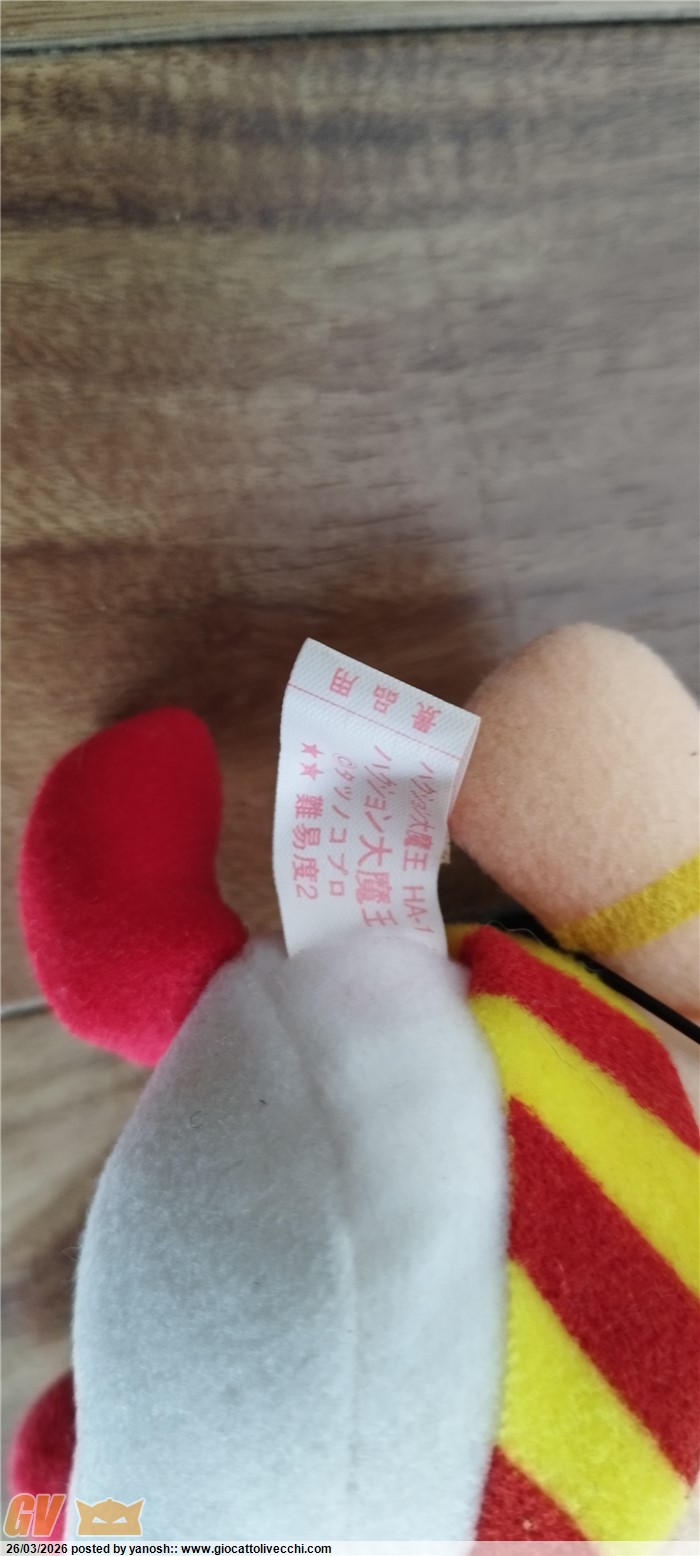 ハクション大魔王 HA-1
ハクション大魔王
©タツノコプロ
★★ 難易度2
GV
26/03/2026 posted by yanosh:: www.giocattolivecchi.com